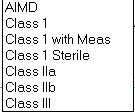 AIMD
Class 1
Class 1 with Meas
Class 1 Sterile
Class IIa
Class IIb
Class III